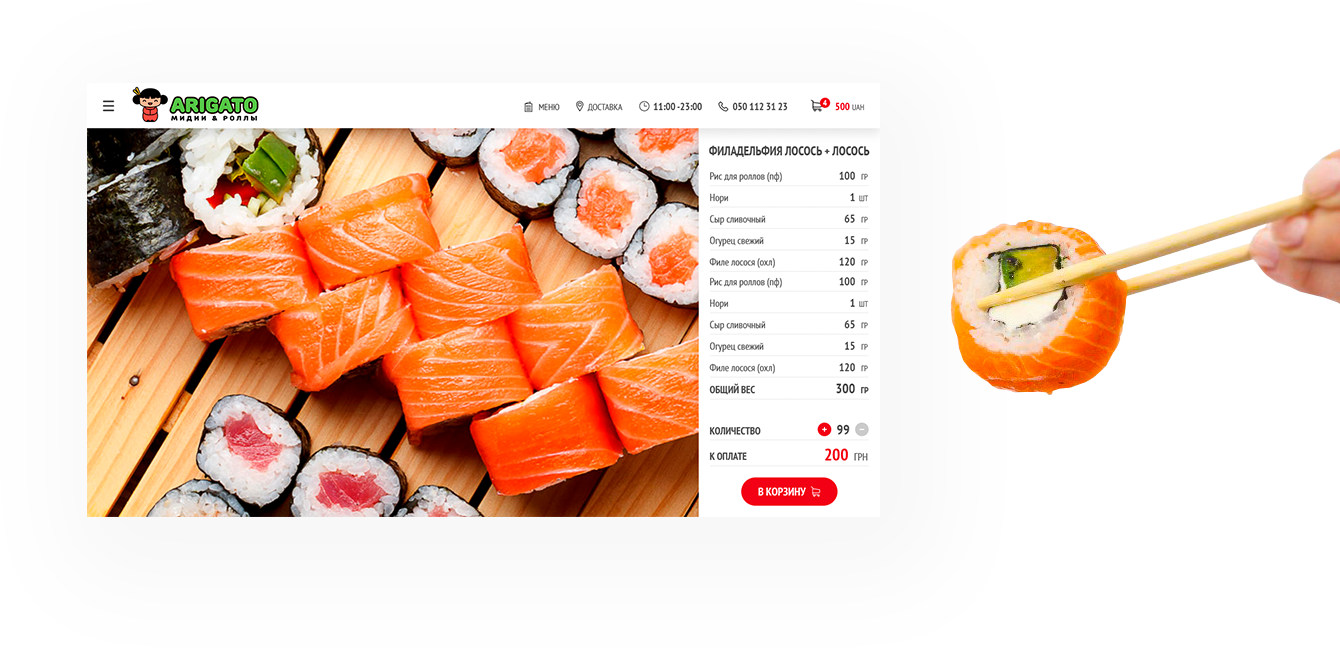 ARIGATO
МИДИИ & РОЛЛЫ
МЕНЮ
ДОСТАВКА
11:00 -23:00
050 112 31 23
4
500 UAH
ФИЛАДЕЛЬФИЯ ЛОСОСЬ + ЛОСОСЬ
Рис для роллов (пф) 100 ГР
Нори 1 ШТ
Сыр сливочный 65 ГР
Огурец свежий 15 ГР
Филе лосося (охл) 120 ГР
Рис для роллов (пф) 100 ГР
Нори 1 ШТ
Сыр сливочный 65 ГР
Огурец свежий 15 ГР
Филе лосося (охл) 120 ГР
ОБЩИЙ ВЕС 300 ГР
КОЛИЧЕСТВО + 99 −
К ОПЛАТЕ 200 ГРН
В КОРЗИНУ